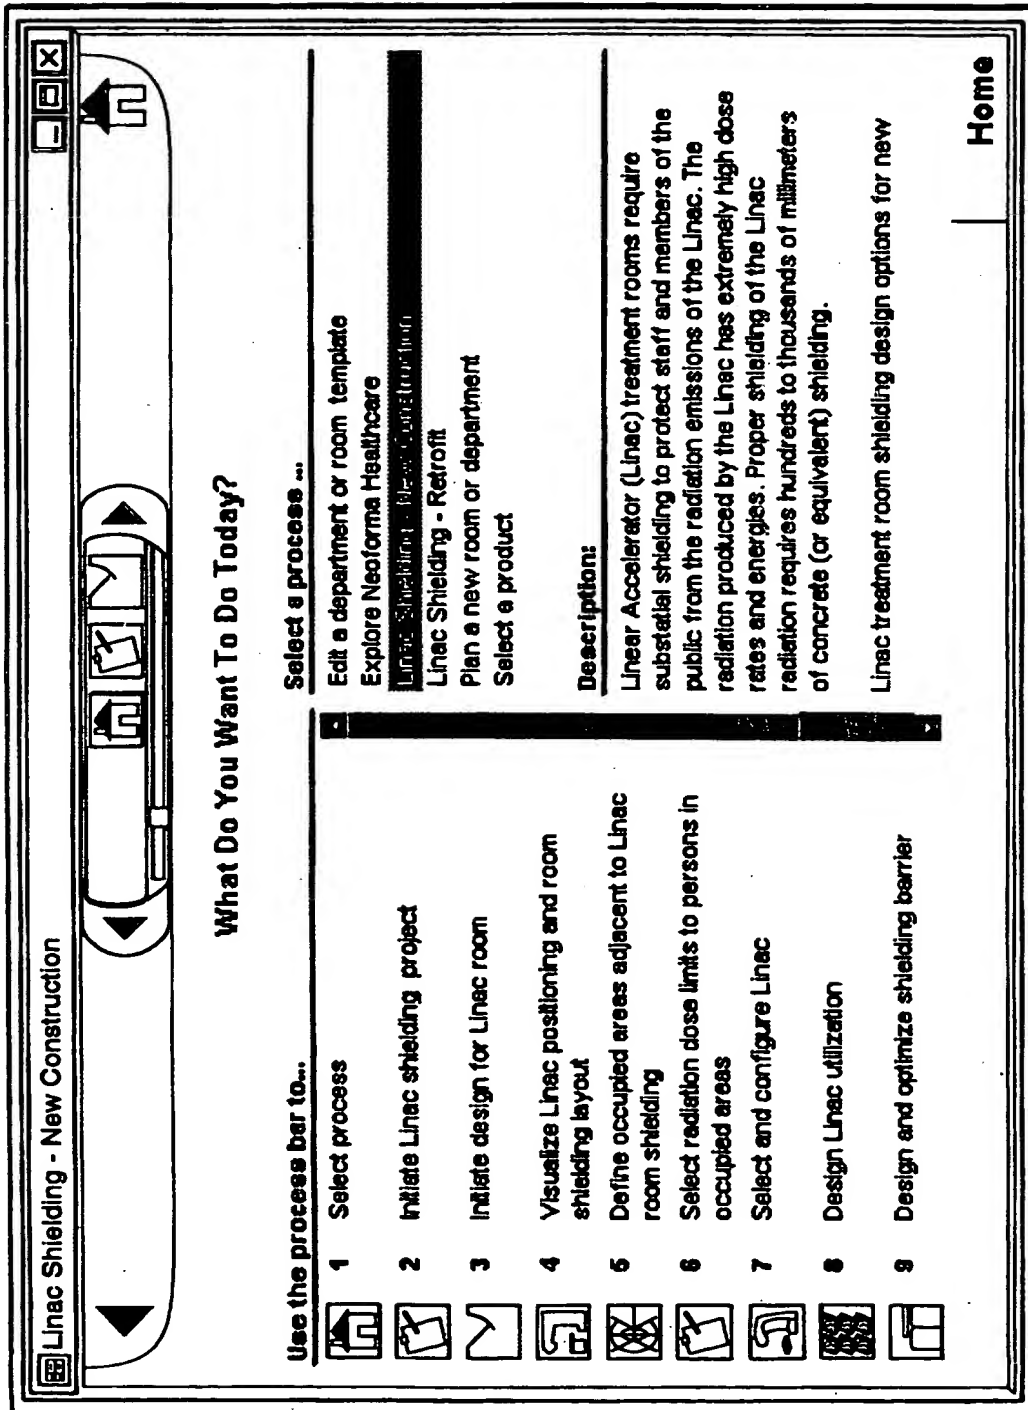 Linac Shielding - New Construction
What Do You Want To Do Today?
Use the process bar to...
1 Select process
2 Initiate Linac shielding project
3 Initiate design for Linac room
4 Visualize Linac positioning and room
shielding layout
5 Define occupied areas adjacent to Linac
room shielding
6 Select radiation dose limits to persons in
occupied areas
7 Select and configure Linac
8 Design Linac utilization
9 Design and optimize shielding barrier
Select a process ...
Edit a department or room template
Explore Neoforma Healthcare
Linac Shielding - New Construction
Linac Shielding - Retrofit
Plan a new room or department
Select a product
Description:
Linear Accelerator (Linac) treatment rooms require
substatial shielding to protect staff and members of the
public from the radiation emissions of the Linac. The
radiation produced by the Linac has extremely high dose
rates and energies. Proper shielding of the Linac
radiation requires hundreds to thousands of millimeters
of concrete (or equivalent) shielding.
Linac treatment room shielding design options for new
Home